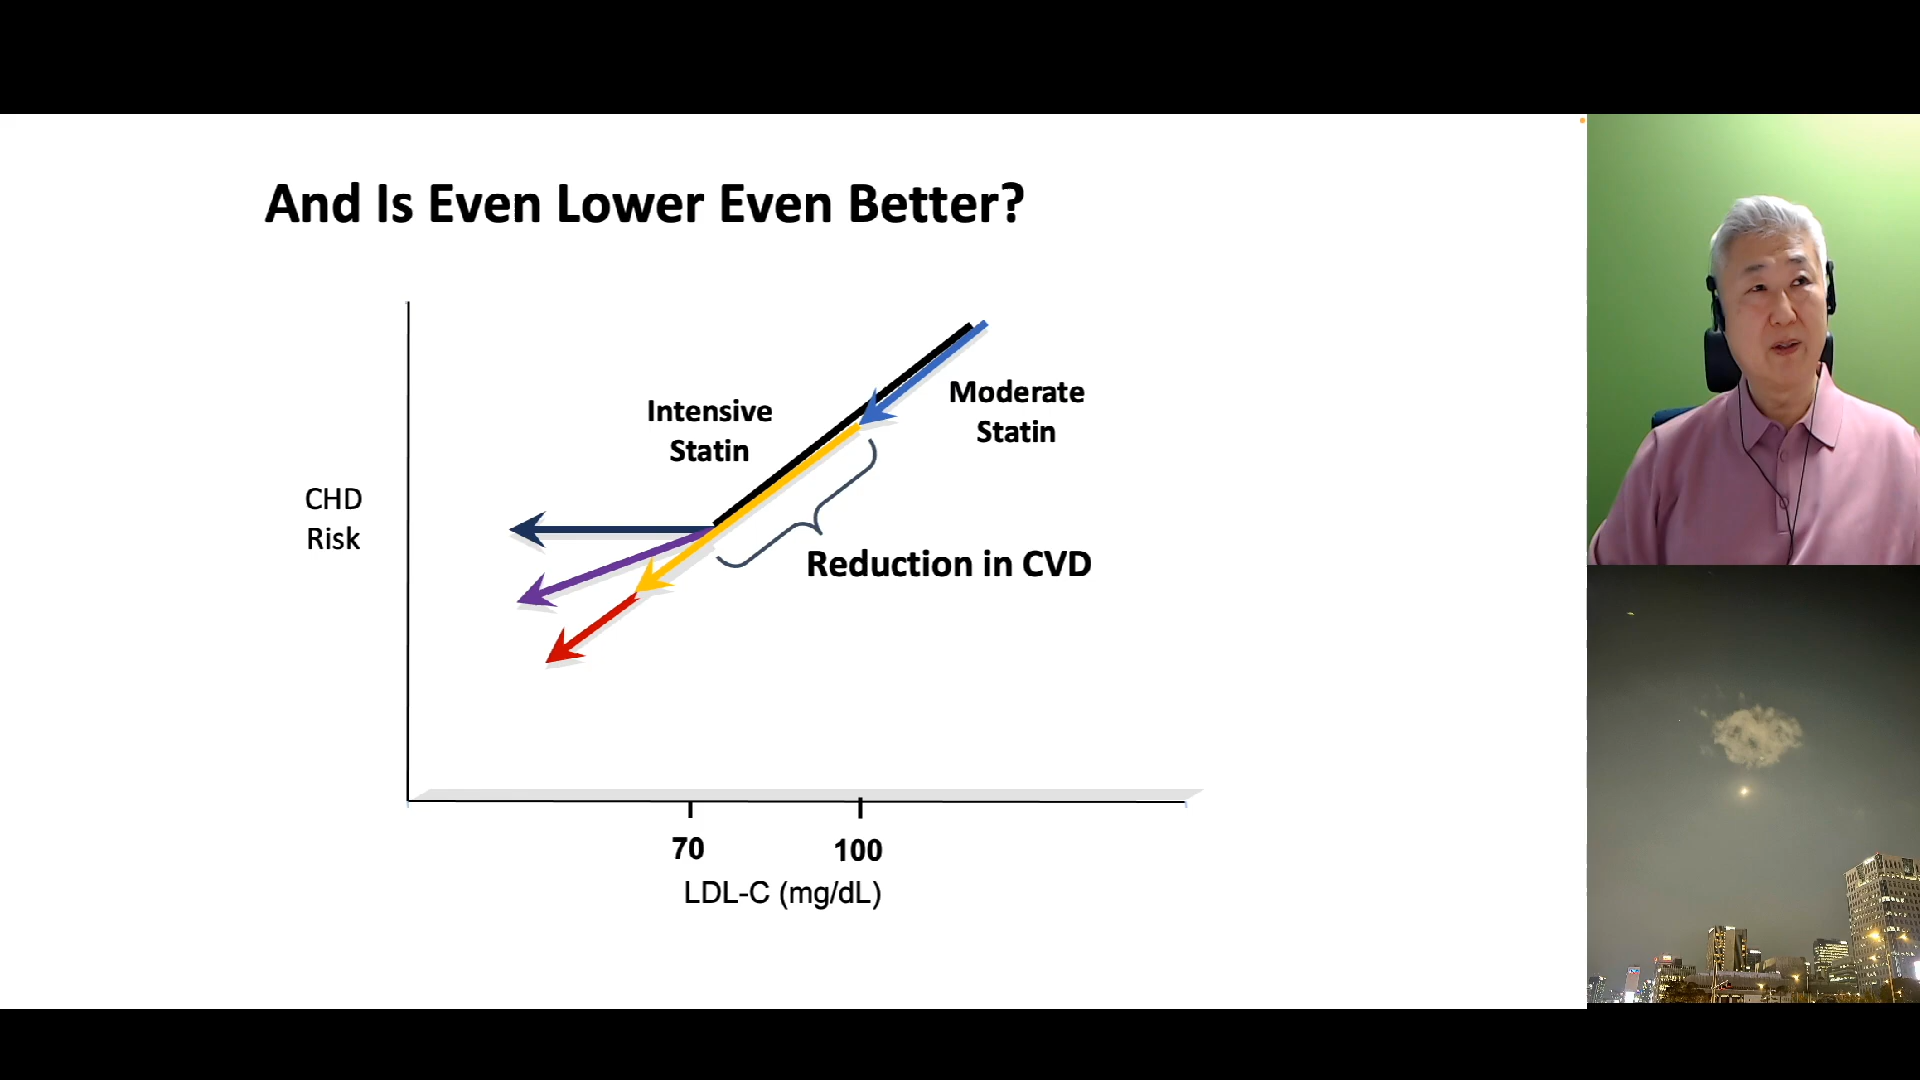 And Is Even Lower Even Better?
Intensive
Statin
Moderate
Statin
CHD
Risk
Reduction in CVD
70
100
LDL-C (mg/dL)